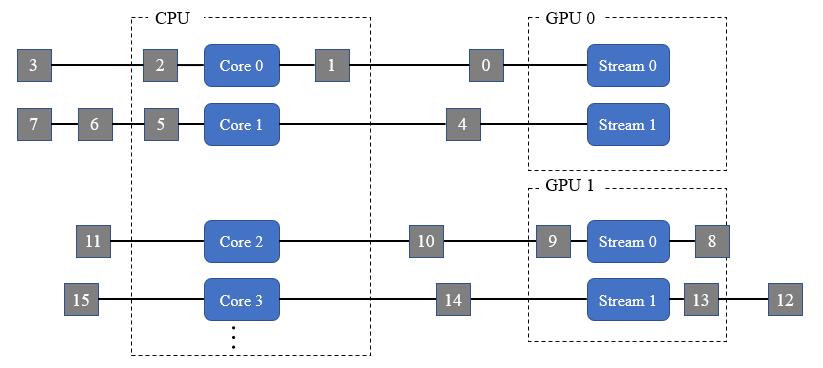 CPU
GPU 0
3 2 Core 0 1 0 Stream 0
7 6 5 Core 1 4 Stream 1
GPU 1
11 Core 2 10 9 Stream 0 8
15 Core 3 14 Stream 1 13 12